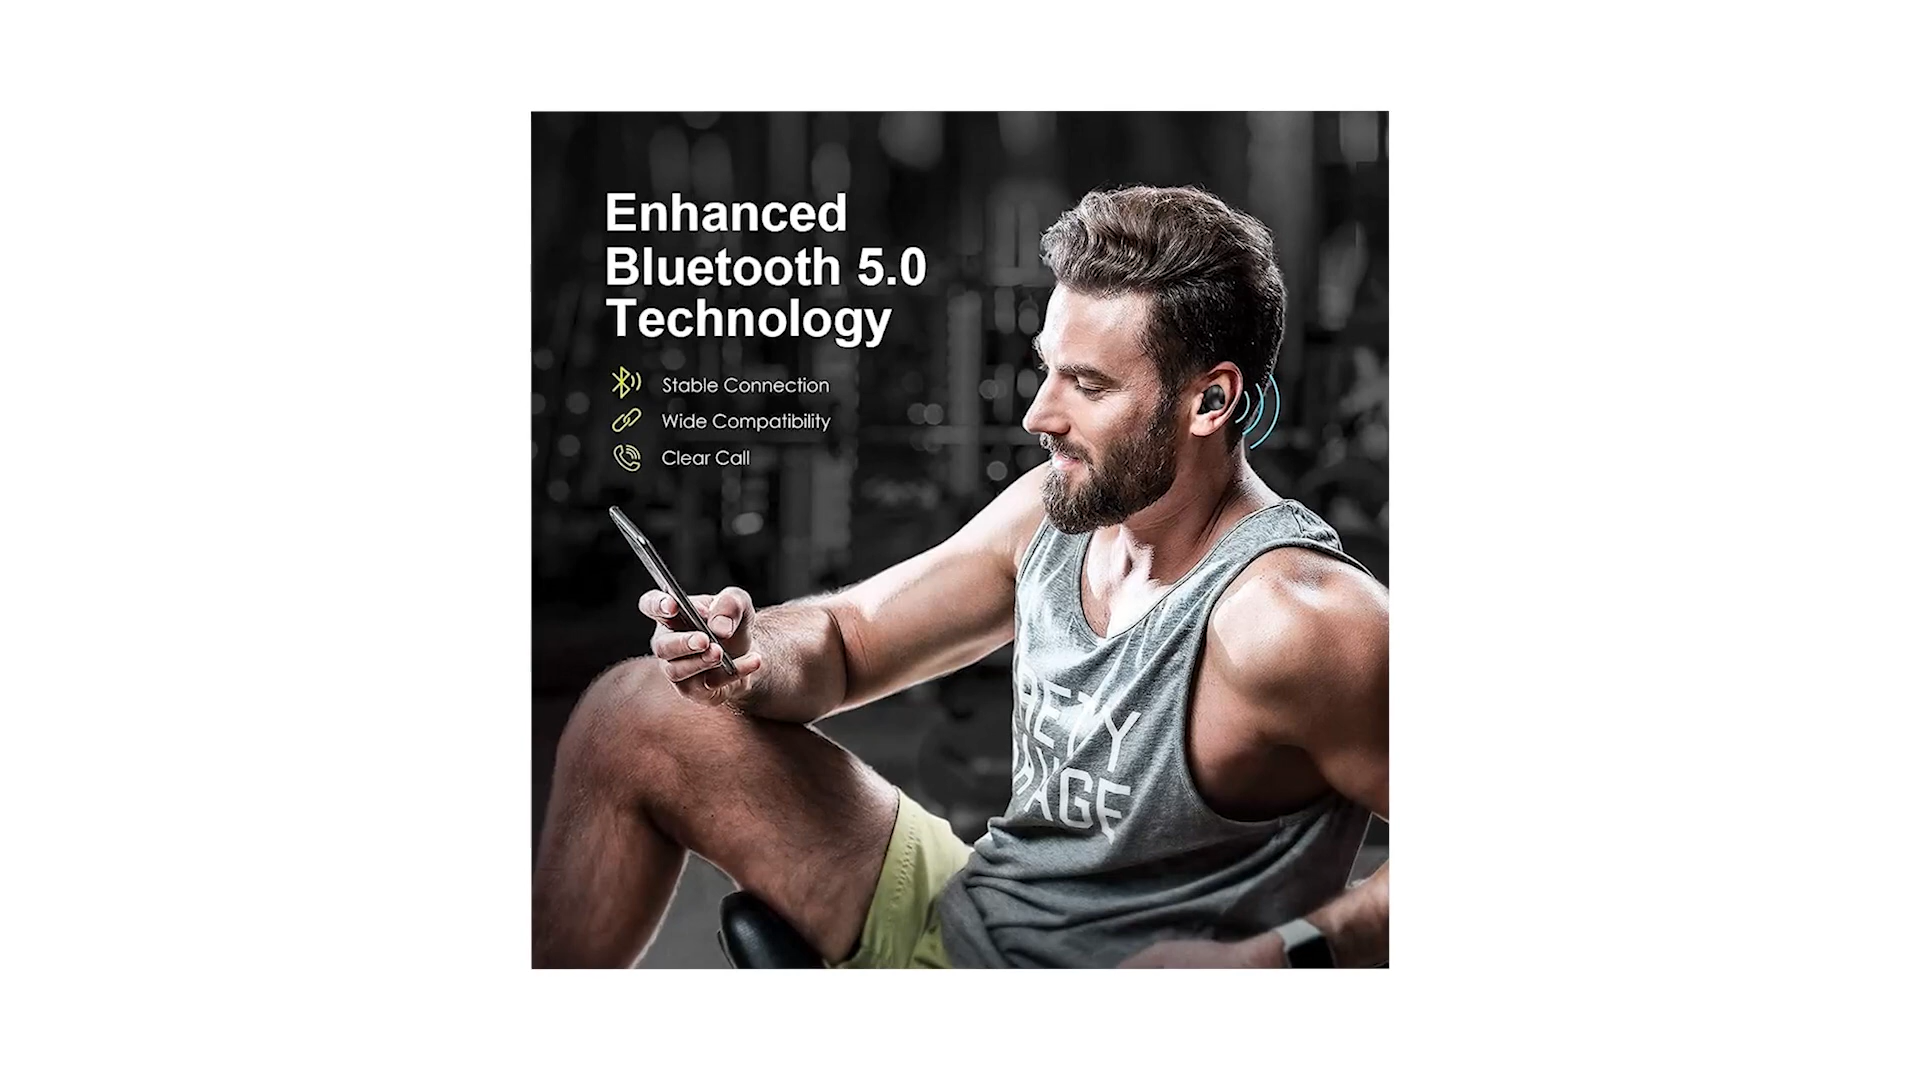 Enhanced
Bluetooth 5.0
Technology
Stable Connection
Wide Compatibility
Clear Call